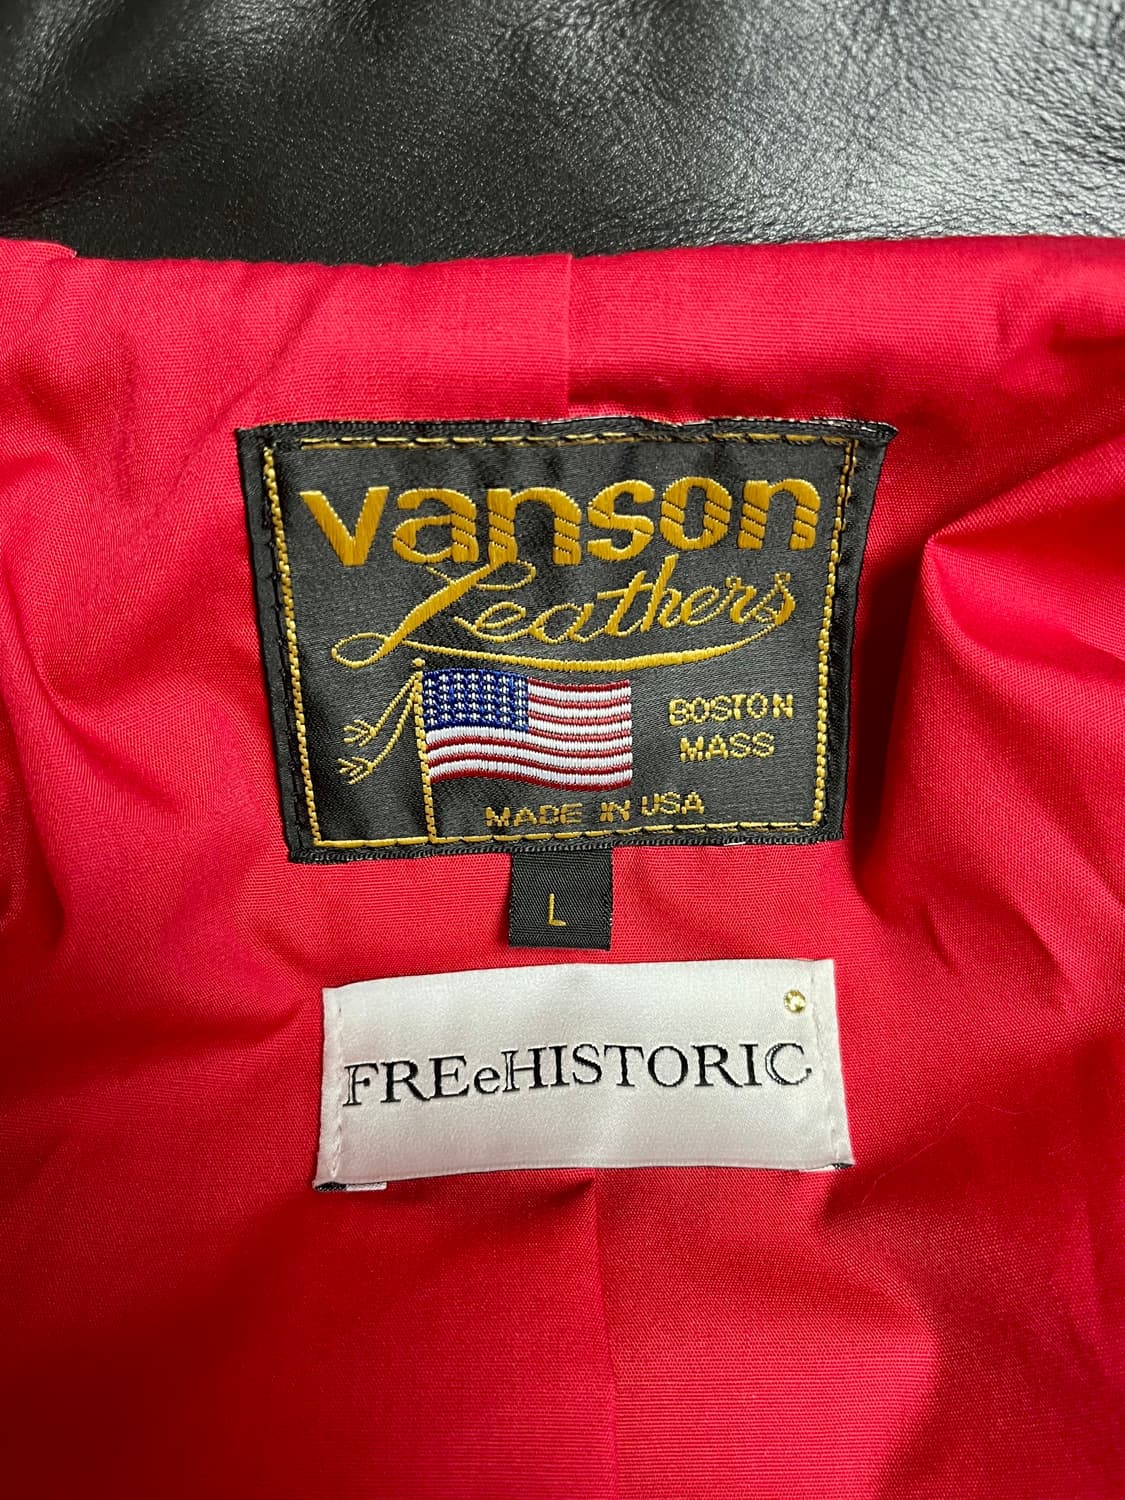 vanson
Leathers
BOSTON
MASS
MADE IN USA
L
FREeHISTORIC